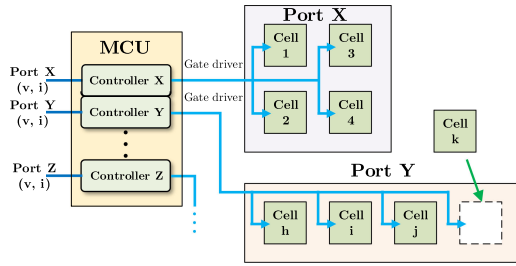 Port X
MCU
Cell
1
Cell
3
Port X
(v, i)
Controller X
Gate driver
Port Y
(v, i)
Controller Y
Gate driver
Cell
2
Cell
4
Cell
k
Port Z
(v, i)
Controller Z
Port Y
Cell
h
Cell
i
Cell
j